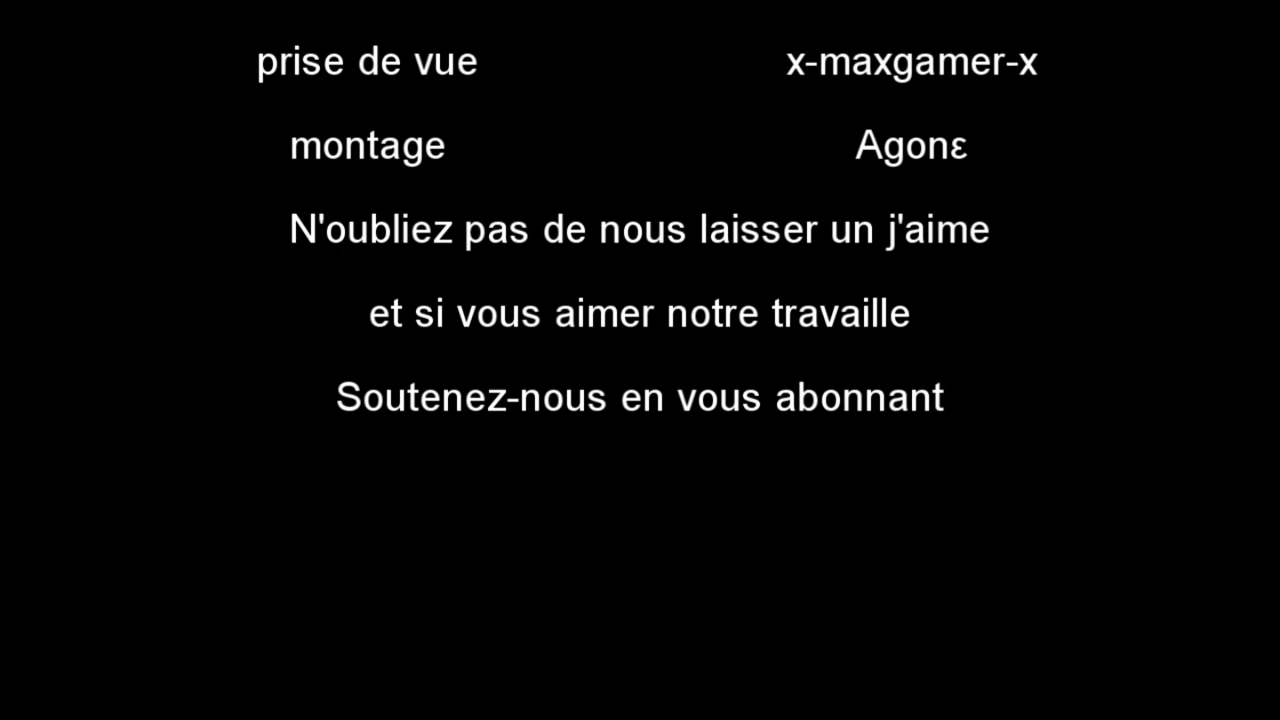 prise de vue x-maxgamer-x
montage Agonε
N'oubliez pas de nous laisser un j'aime
et si vous aimer notre travaille
Soutenez-nous en vous abonnant